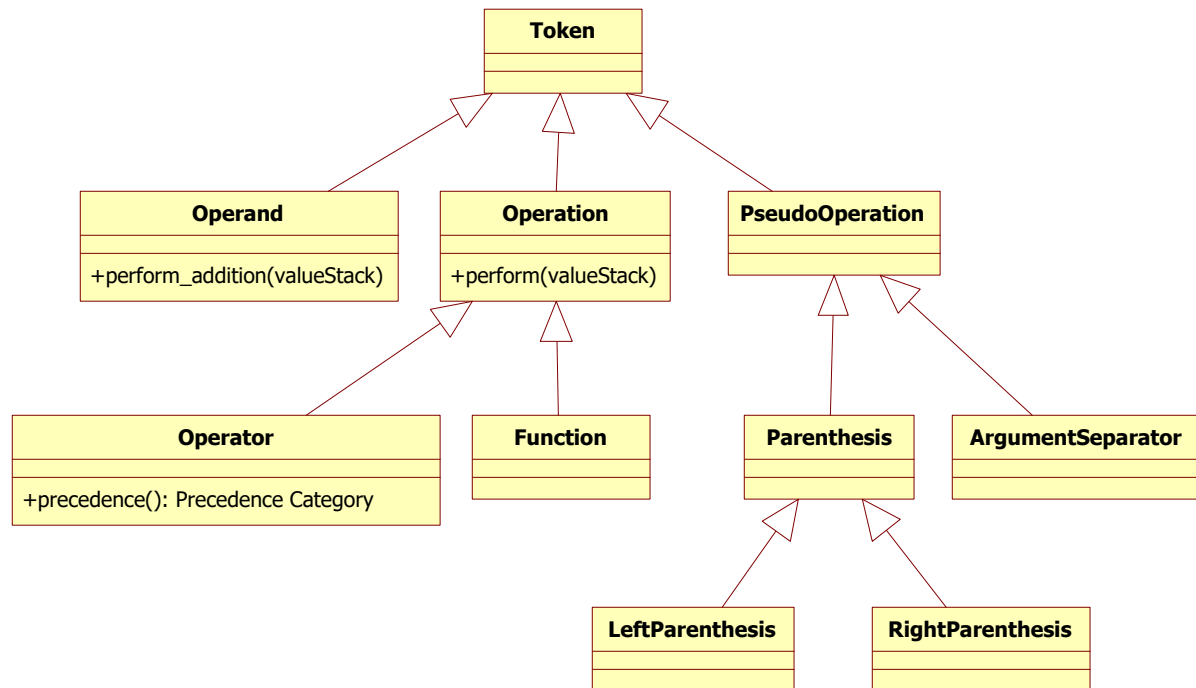 Token
Operand
Operation
PseudoOperation
+perform_addition(valueStack)
+perform(valueStack)
Operator
Function
Parenthesis
ArgumentSeparator
+precedence(): Precedence Category
LeftParenthesis
RightParenthesis